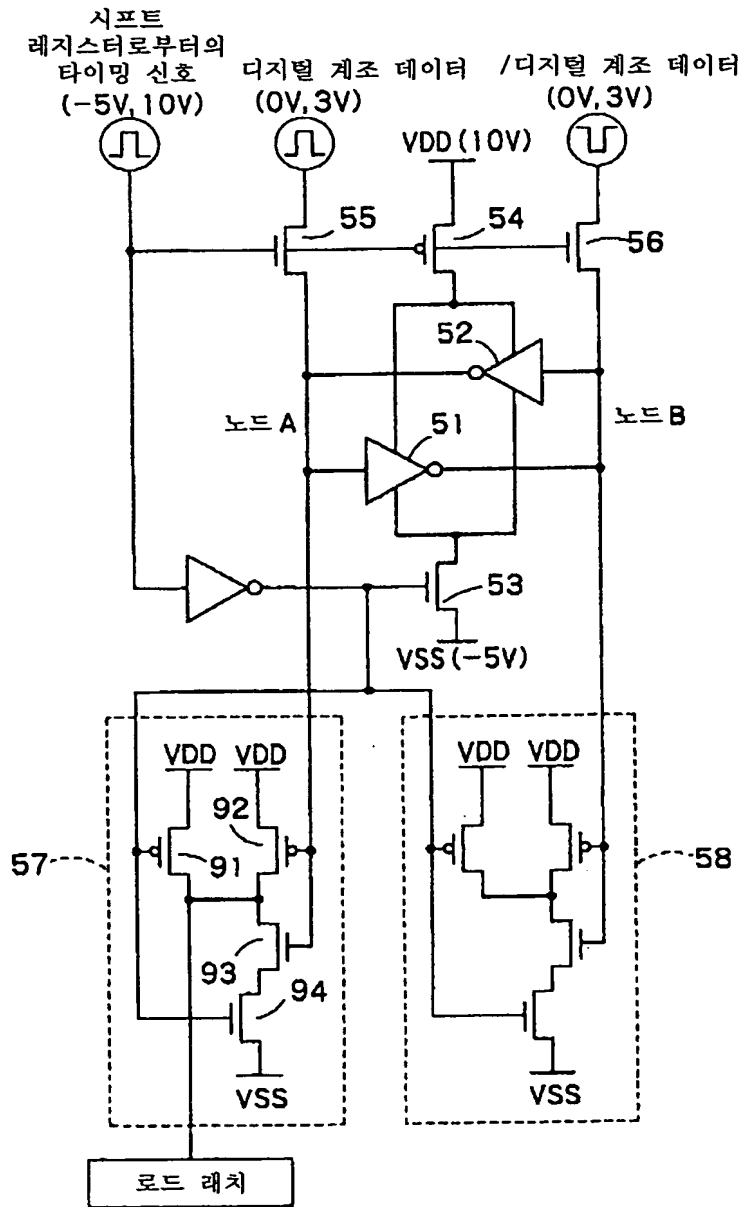 시프트
레지스터로부터의
타이밍 신호
(-5V, 10V)
디지털 계조 데이터
(0V, 3V)
/디지털 계조 데이터
(0V, 3V)
VDD (10V)
55
54
56
52
노드 A
51
노드 B
53
VSS (-5V)
VDD VDD
92
57
91
93
94
VSS
VDD VDD
58
VSS
로드 래치